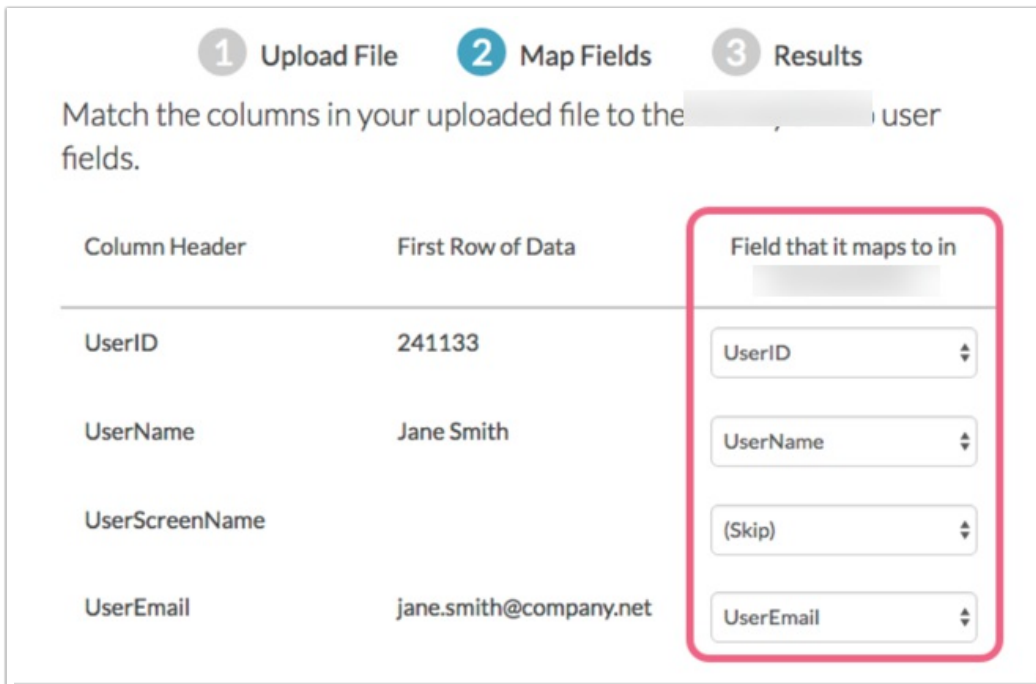 1 Upload File 2 Map Fields 3 Results
Match the columns in your uploaded file to the user
fields.
Column Header First Row of Data Field that it maps to in
UserID 241133 UserID
UserName Jane Smith UserName
UserScreenName (Skip)
UserEmail jane.smith@company.net UserEmail